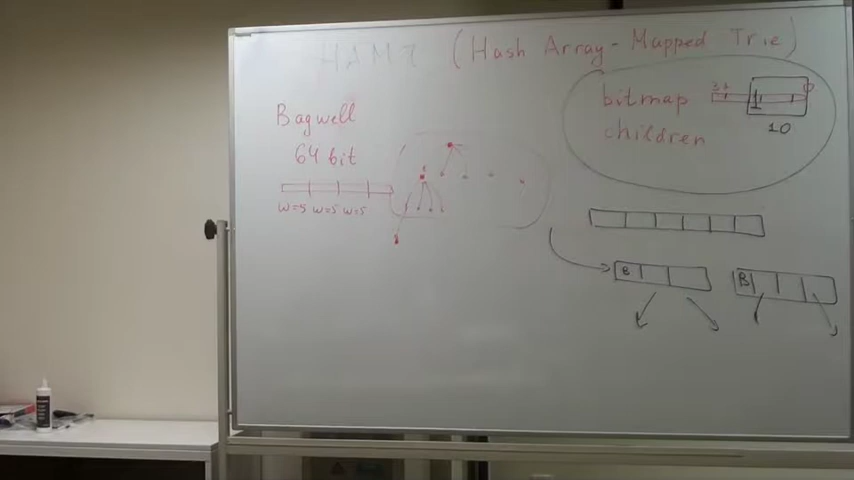 HAMT (Hash Array-Mapped Trie)
Bagwell
64 bit
w=5 w=5 w=5
bitmap
children
10
B
B